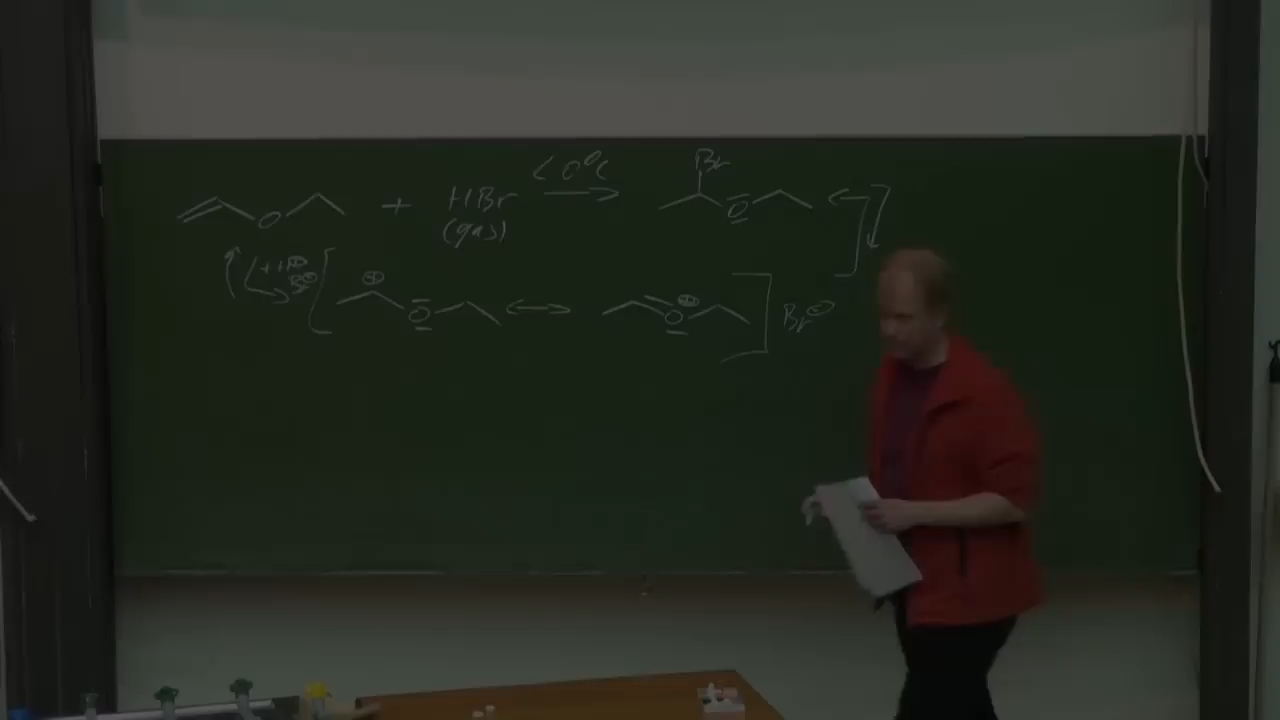 O + HBr < 0°C Br O
(gas)
+H⊕ Br⊖ ⊕ O O ⊕ Br⊖